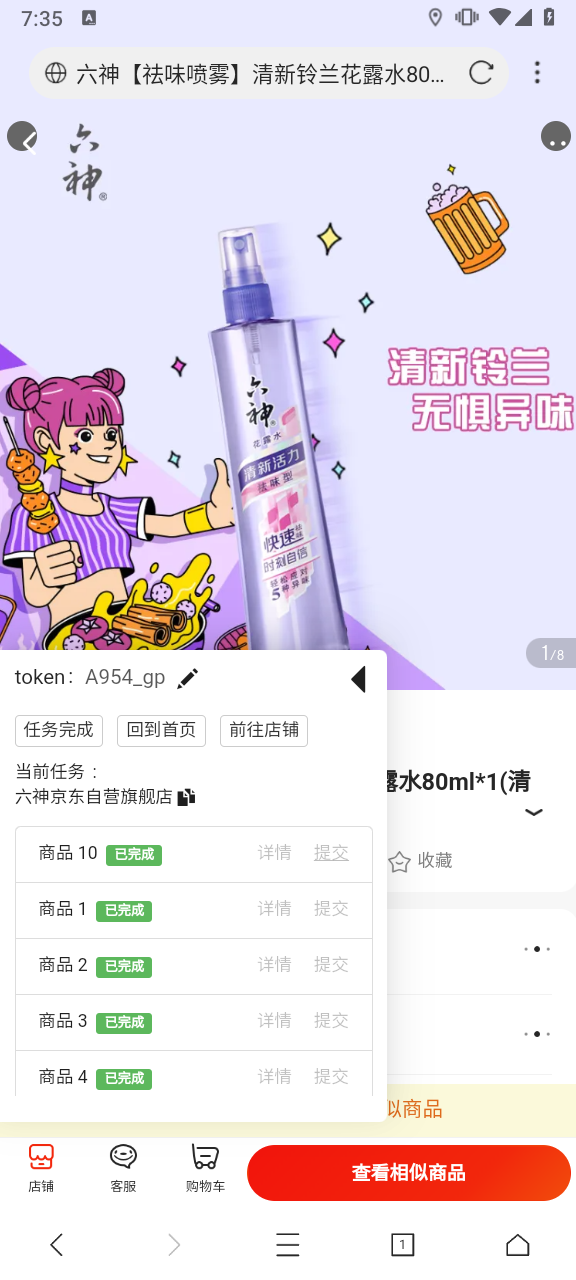 7:35
A
六神【祛味喷雾】清新铃兰花露水80...
六神®
清新铃兰
无惧异味
六神®
花露水
清新活力
祛味型
快速祛味
时刻自信
轻松应对
5种异味
1/8
token: A954_gp
任务完成 回到首页 前往店铺
当前任务 :
六神京东自营旗舰店
露水80ml*1(清
商品 10 已完成 详情 提交
收藏
商品 1 已完成 详情 提交
商品 2 已完成 详情 提交
商品 3 已完成 详情 提交
商品 4 已完成 详情 提交
似商品
店铺 客服 购物车 查看相似商品
1